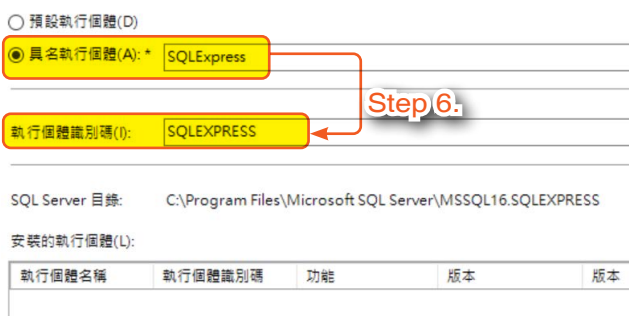 預設執行個體(D)
具名執行個體(A): * SQLExpress
Step 6.
執行個體識別碼(I): SQLEXPRESS
SQL Server 目錄: C:\Program Files\Microsoft SQL Server\MSSQL16.SQLEXPRESS
安裝的執行個體(L):
執行個體名稱 執行個體識別碼 功能 版本 版本